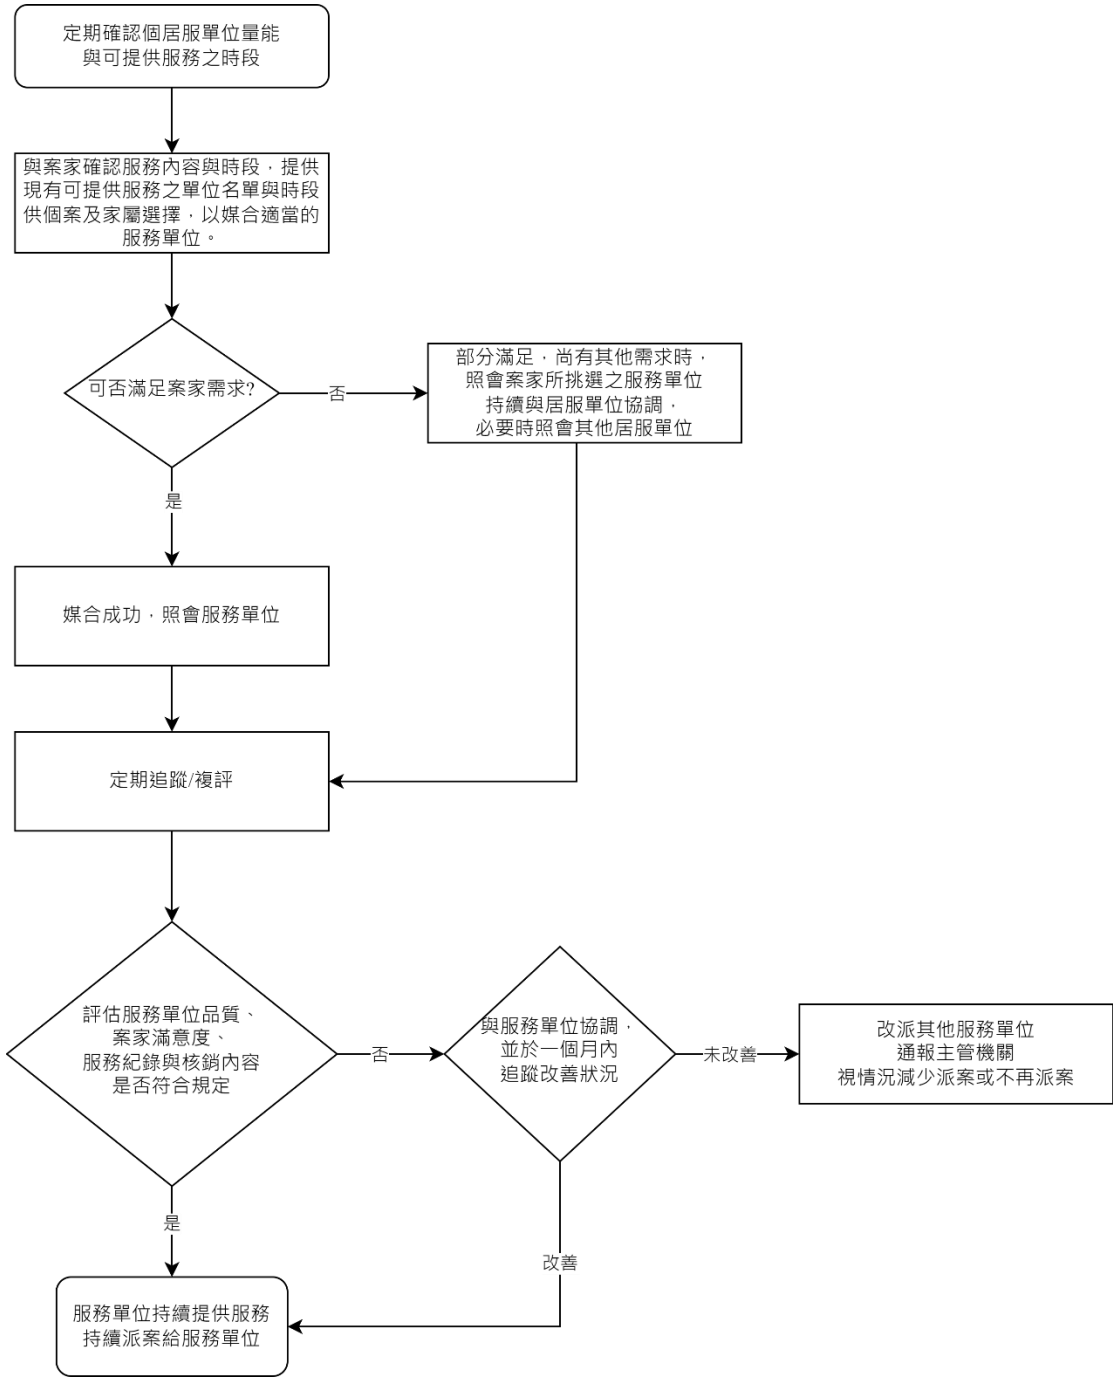 定期確認個居服單位量能
與可提供服務之時段
與案家確認服務內容與時段，提供
現有可提供服務之單位名單與時段
供個案及家屬選擇，以媒合適當的
服務單位。
可否滿足案家需求?
否
部分滿足，尚有其他需求時，
照會案家所挑選之服務單位
持續與居服單位協調，
必要時照會其他居服單位
是
媒合成功，照會服務單位
定期追蹤/複評
評估服務單位品質、
案家滿意度、
服務紀錄與核銷內容
是否符合規定
否
與服務單位協調，
並於一個月內
追蹤改善狀況
未改善
改派其他服務單位
通報主管機關
視情況減少派案或不再派案
是
改善
服務單位持續提供服務
持續派案給服務單位